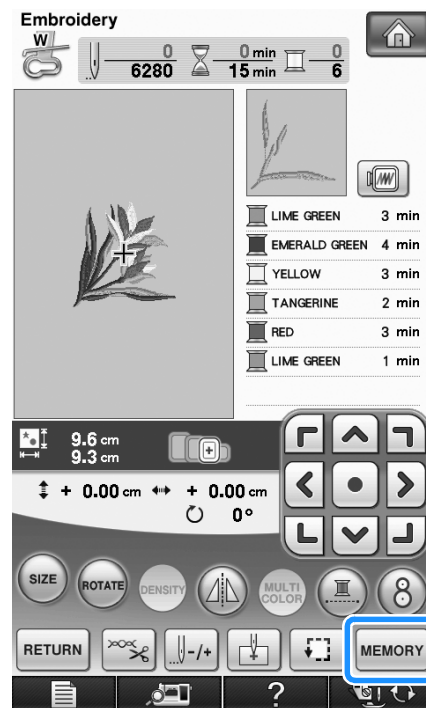 Embroidery
W
0 0 min 0
6280 15 min 6
LIME GREEN 3 min
EMERALD GREEN 4 min
YELLOW 3 min
TANGERINE 2 min
RED 3 min
LIME GREEN 1 min
9.6 cm
9.3 cm
+ 0.00 cm + 0.00 cm
0°
SIZE ROTATE DENSITY MULTI COLOR 8
RETURN -/+ MEMORY
?